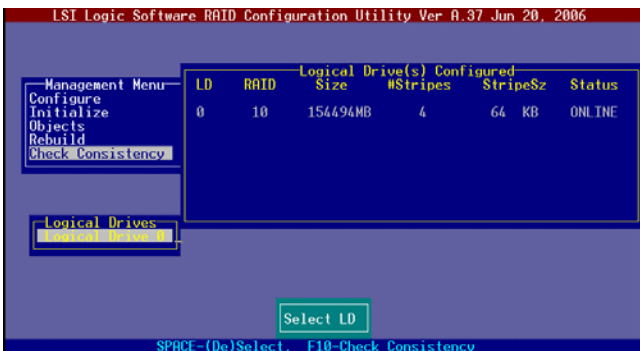 LSI Logic Software RAID Configuration Utility Ver A.37 Jun 20, 2006
Management Menu
Configure
Initialize
Objects
Rebuild
Check Consistency
Logical Drive(s) Configured
LD RAID Size #Stripes StripeSz Status
0 10 154494MB 4 64 KB ONLINE
Logical Drives
Logical Drive 0
Select LD
SPACE-(De)Select, F10-Check Consistency